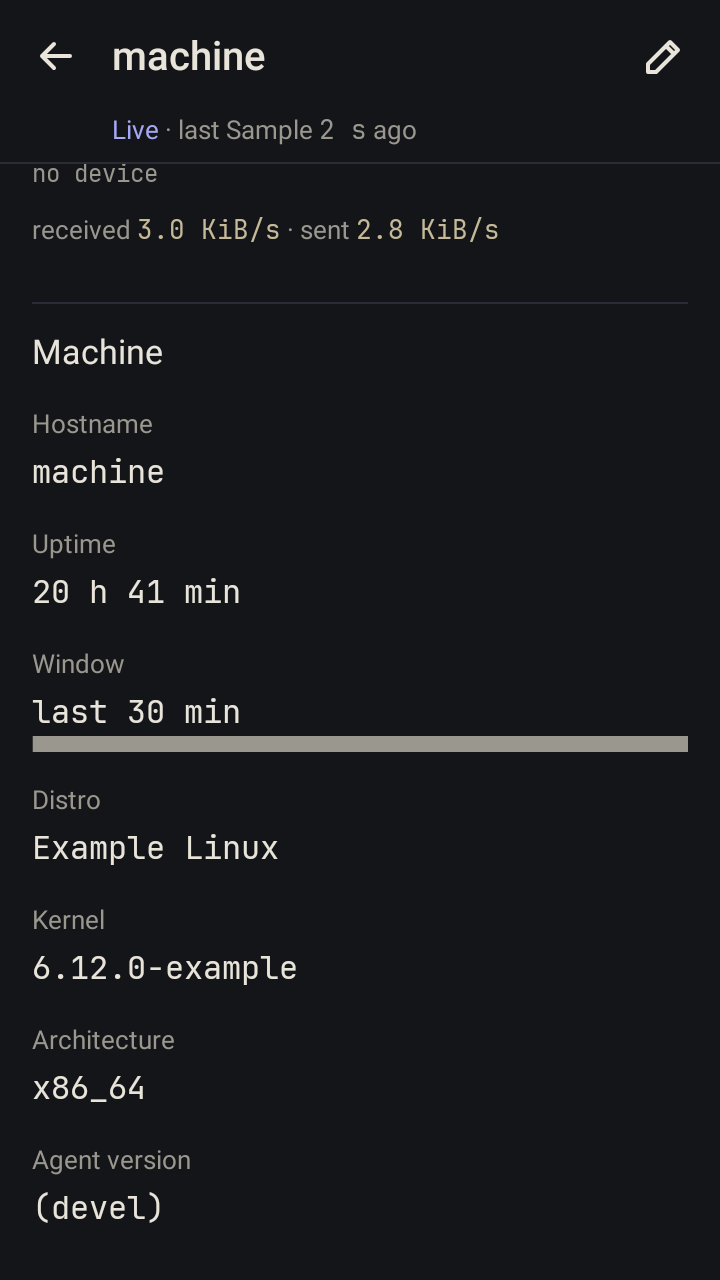 machine
Live · last Sample 2 s ago
no device
received 3.0 KiB/s · sent 2.8 KiB/s
Machine
Hostname
machine
Uptime
20 h 41 min
Window
last 30 min
Distro
Example Linux
Kernel
6.12.0-example
Architecture
x86_64
Agent version
(devel)